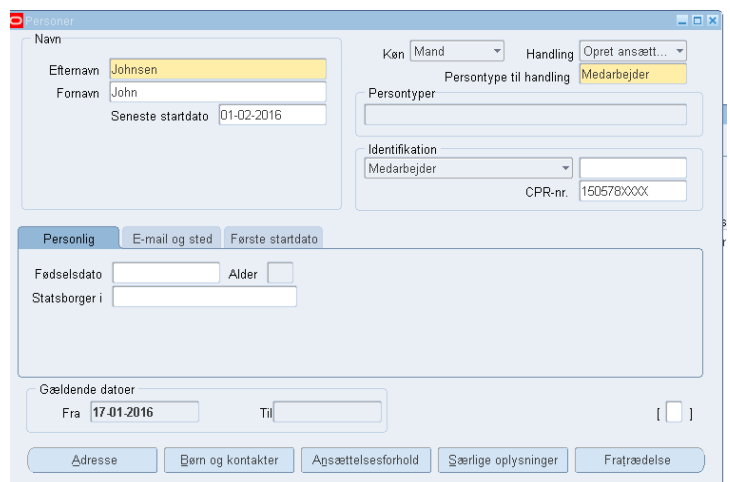 Personer
Navn
Efternavn Johnsen
Fornavn John
Seneste startdato 01-02-2016
Køn Mand Handling Opret ansætt...
Persontype til handling Medarbejder
Persontyper
Identifikation
Medarbejder
CPR-nr. 150578XXXX
Personlig E-mail og sted Første startdato
Fødselsdato Alder
Statsborger i
Gældende datoer
Fra 17-01-2016 Til [ ]
Adresse Børn og kontakter Ansættelsesforhold Særlige oplysninger Fratrædelse